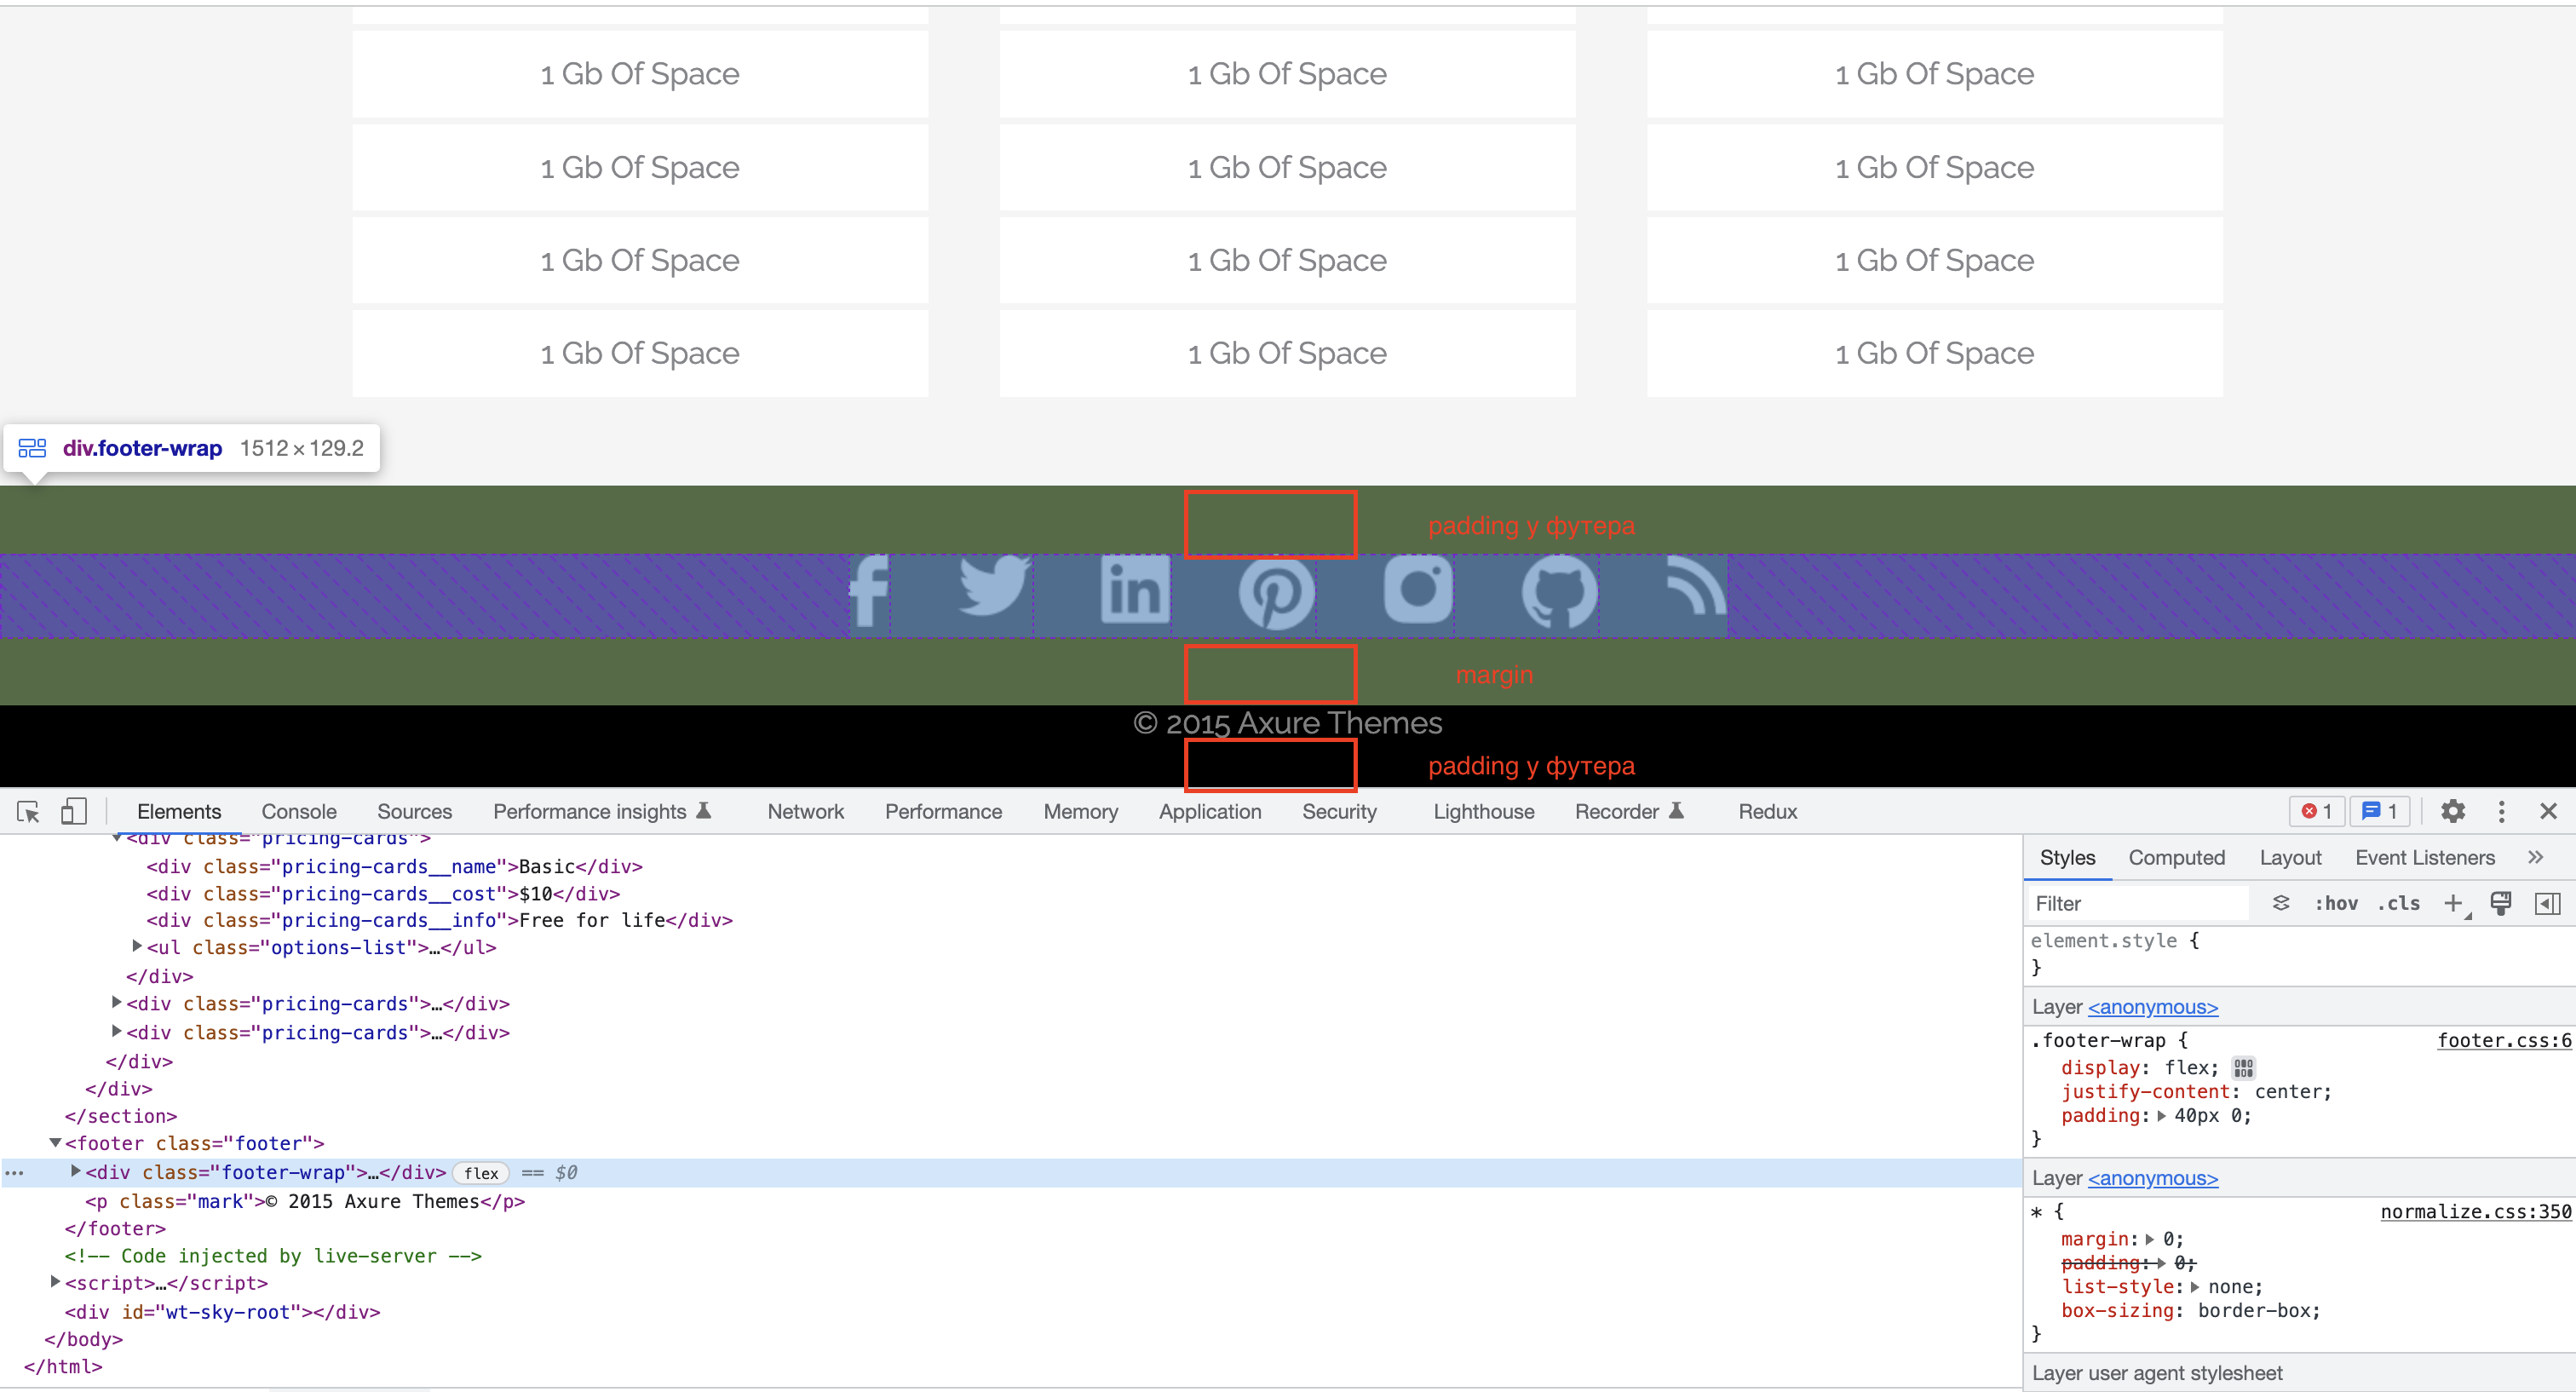 1 Gb Of Space 1 Gb Of Space 1 Gb Of Space
1 Gb Of Space 1 Gb Of Space 1 Gb Of Space
1 Gb Of Space 1 Gb Of Space 1 Gb Of Space
1 Gb Of Space 1 Gb Of Space 1 Gb Of Space
div.footer-wrap 1512 × 129.2
padding у футера
margin
© 2015 Axure Themes
padding у футера
Elements Console Sources Performance insights Network Performance Memory Application Security Lighthouse Recorder Redux 1 1
<div class="pricing-cards">
<div class="pricing-cards__name">Basic</div>
<div class="pricing-cards__cost">$10</div>
<div class="pricing-cards__info">Free for life</div>
<ul class="options-list">…</ul>
</div>
<div class="pricing-cards">…</div>
<div class="pricing-cards">…</div>
</div>
</div>
</section>
<footer class="footer">
<div class="footer-wrap">…</div> flex == $0
<p class="mark">© 2015 Axure Themes</p>
</footer>
<!-- Code injected by live-server -->
<script>…</script>
<div id="wt-sky-root"></div>
</body>
</html>
Styles Computed Layout Event Listeners
Filter :hov .cls
element.style {
}
Layer <anonymous>
.footer-wrap { footer.css:6
display: flex;
justify-content: center;
padding: 40px 0;
}
Layer <anonymous>
* { normalize.css:350
margin: 0;
padding: 0;
list-style: none;
box-sizing: border-box;
}
Layer user agent stylesheet